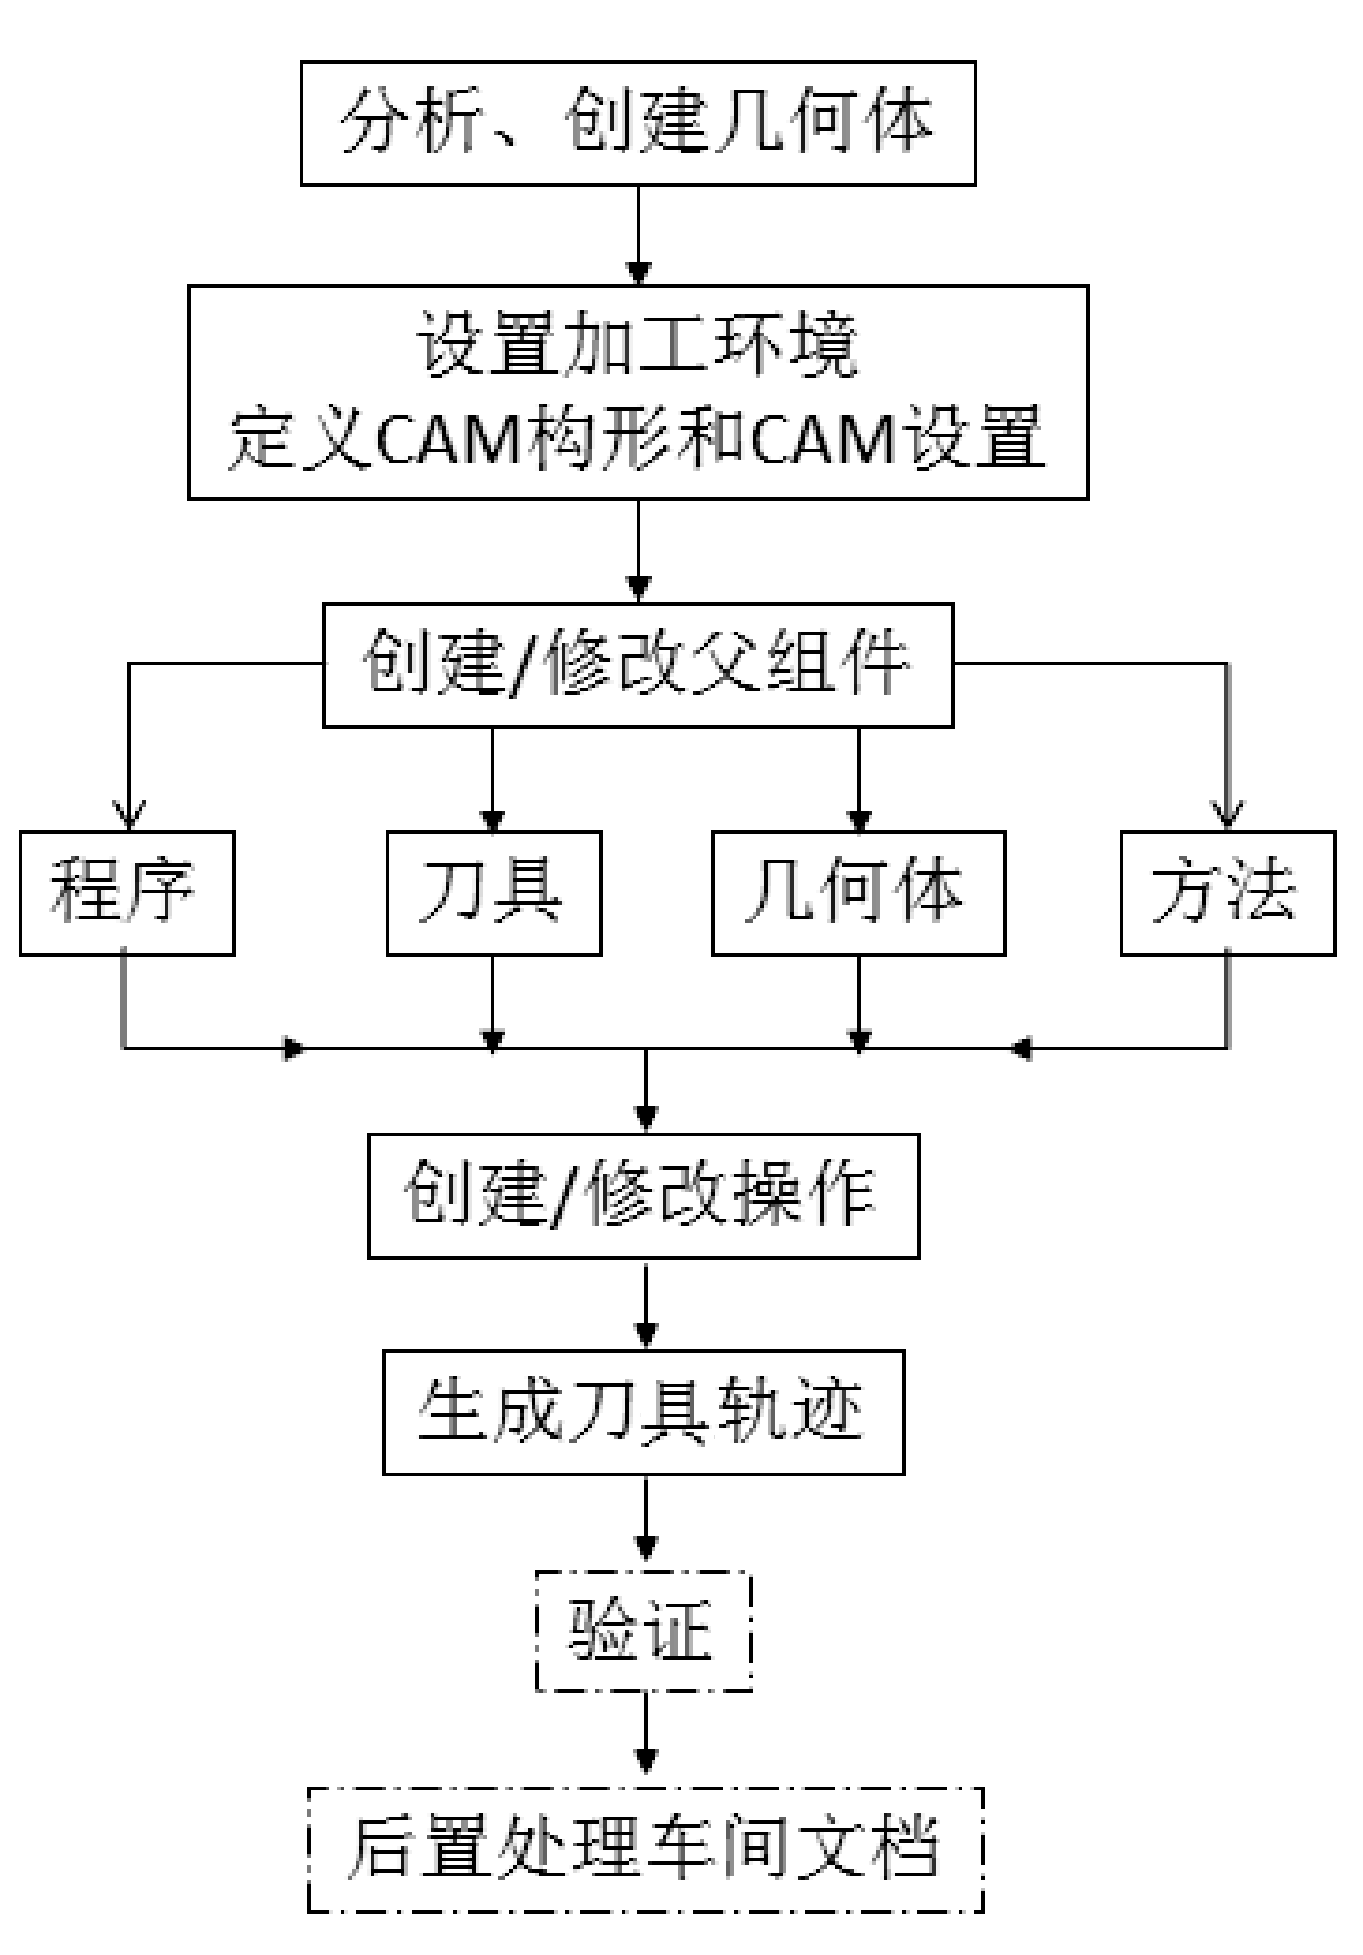 分析、创建几何体
设置加工环境
定义CAM构形和CAM设置
创建/修改父组件
程序
刀具
几何体
方法
创建/修改操作
生成刀具轨迹
验证
后置处理车间文档